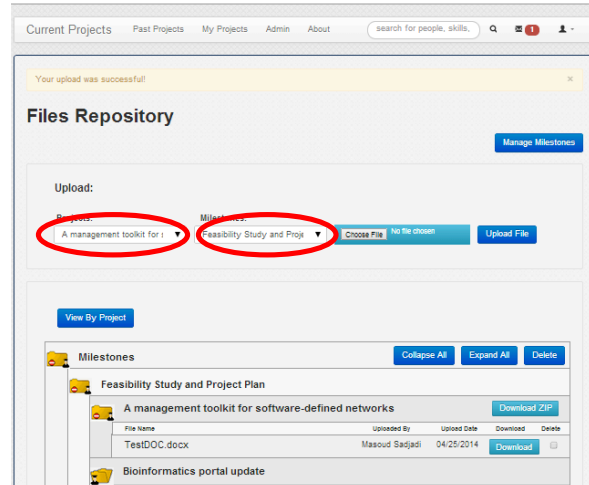 Current Projects Past Projects My Projects Admin About search for people, skills, 1
Your upload was successful! ×
Files Repository
Manage Milestones
Upload:
Projects: Milestones:
A management toolkit for s Feasibility Study and Proje Choose File No file chosen Upload File
View By Project
Milestones Collapse All Expand All Delete
Feasibility Study and Project Plan
A management toolkit for software-defined networks Download ZIP
File Name Uploaded By Upload Date Download Delete
TestDOC.docx Masoud Sadjadi 04/25/2014 Download
Bioinformatics portal update